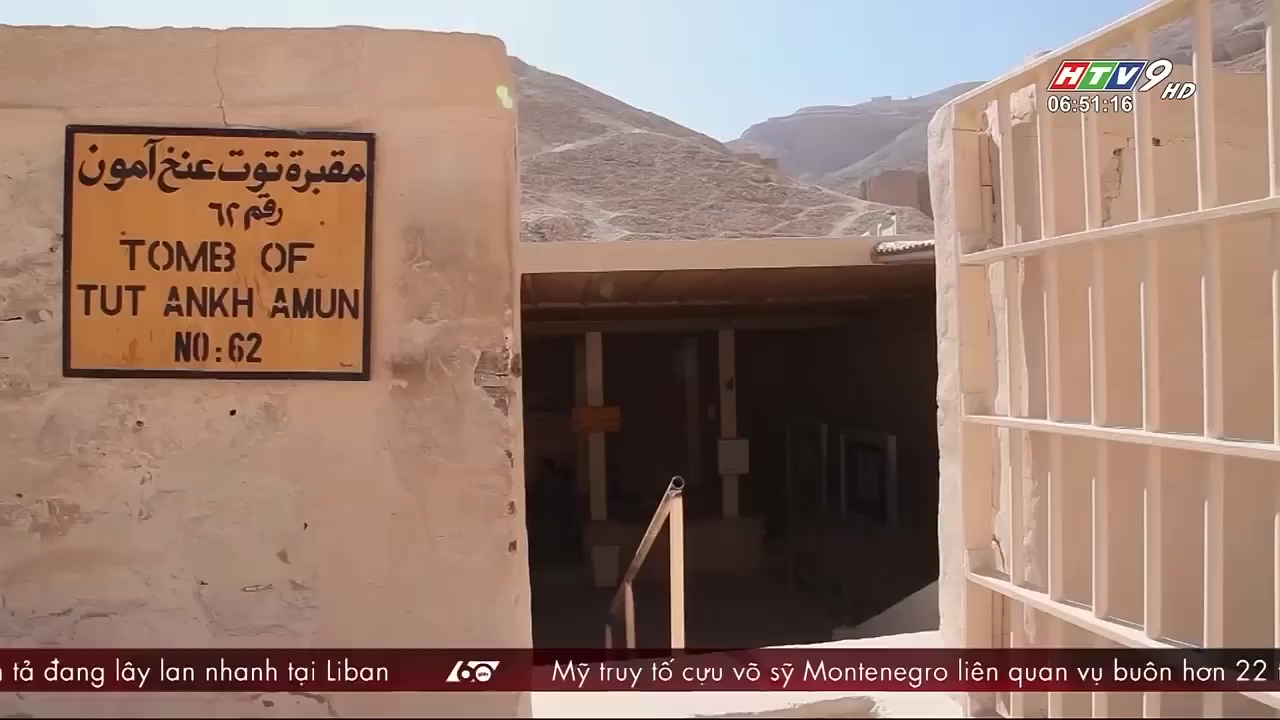 HTV9 HD
06:51:16
مقبرة توت عنخ آمون
رقم ٦٢
TOMB OF
TUT ANKH AMUN
NO:62
tả đang lây lan nhanh tại Liban
60 giây
Mỹ truy tố cựu võ sỹ Montenegro liên quan vụ buôn hơn 22